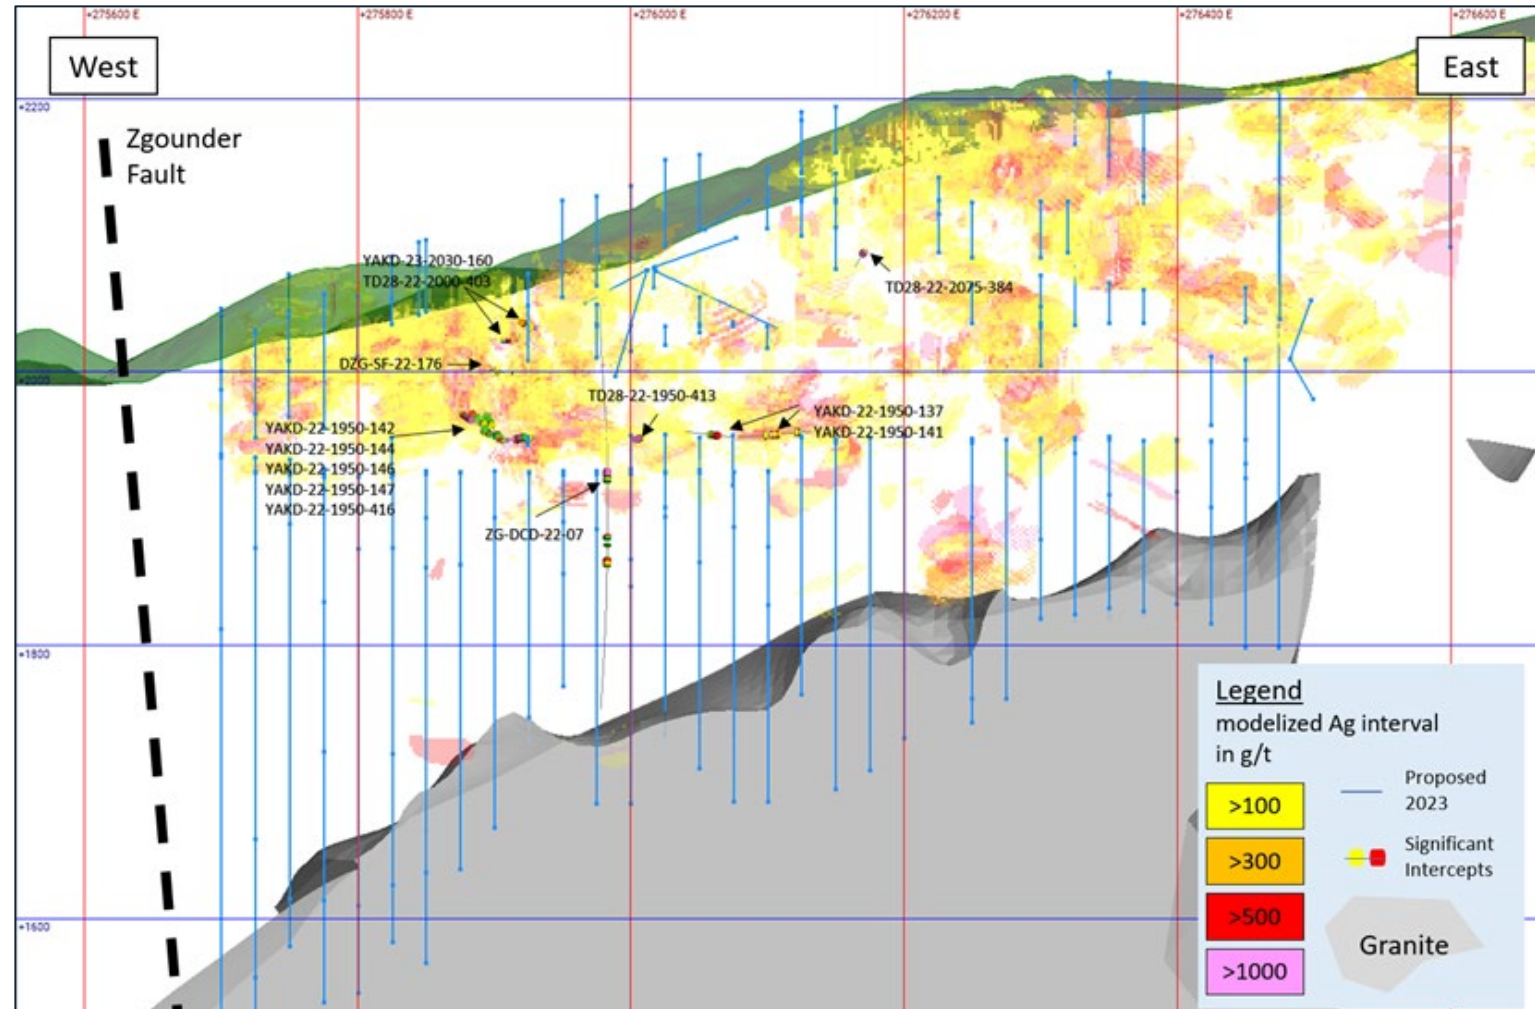 +275600 E
+275800 E
+276000 E
+276200 E
+276400 E
+276600 E
West
East
+2200
Zgounder
Fault
YAKD-23-2030-160
TD28-22-2000-403
TD28-22-2075-384
DZG-SF-22-176
+2000
TD28-22-1950-413
YAKD-22-1950-137
YAKD-22-1950-141
YAKD-22-1950-142
YAKD-22-1950-144
YAKD-22-1950-146
YAKD-22-1950-147
YAKD-22-1950-416
ZG-DCD-22-07
+1800
+1600
Legend
modelized Ag interval
in g/t
>100
>300
>500
>1000
Proposed
2023
Significant
Intercepts
Granite